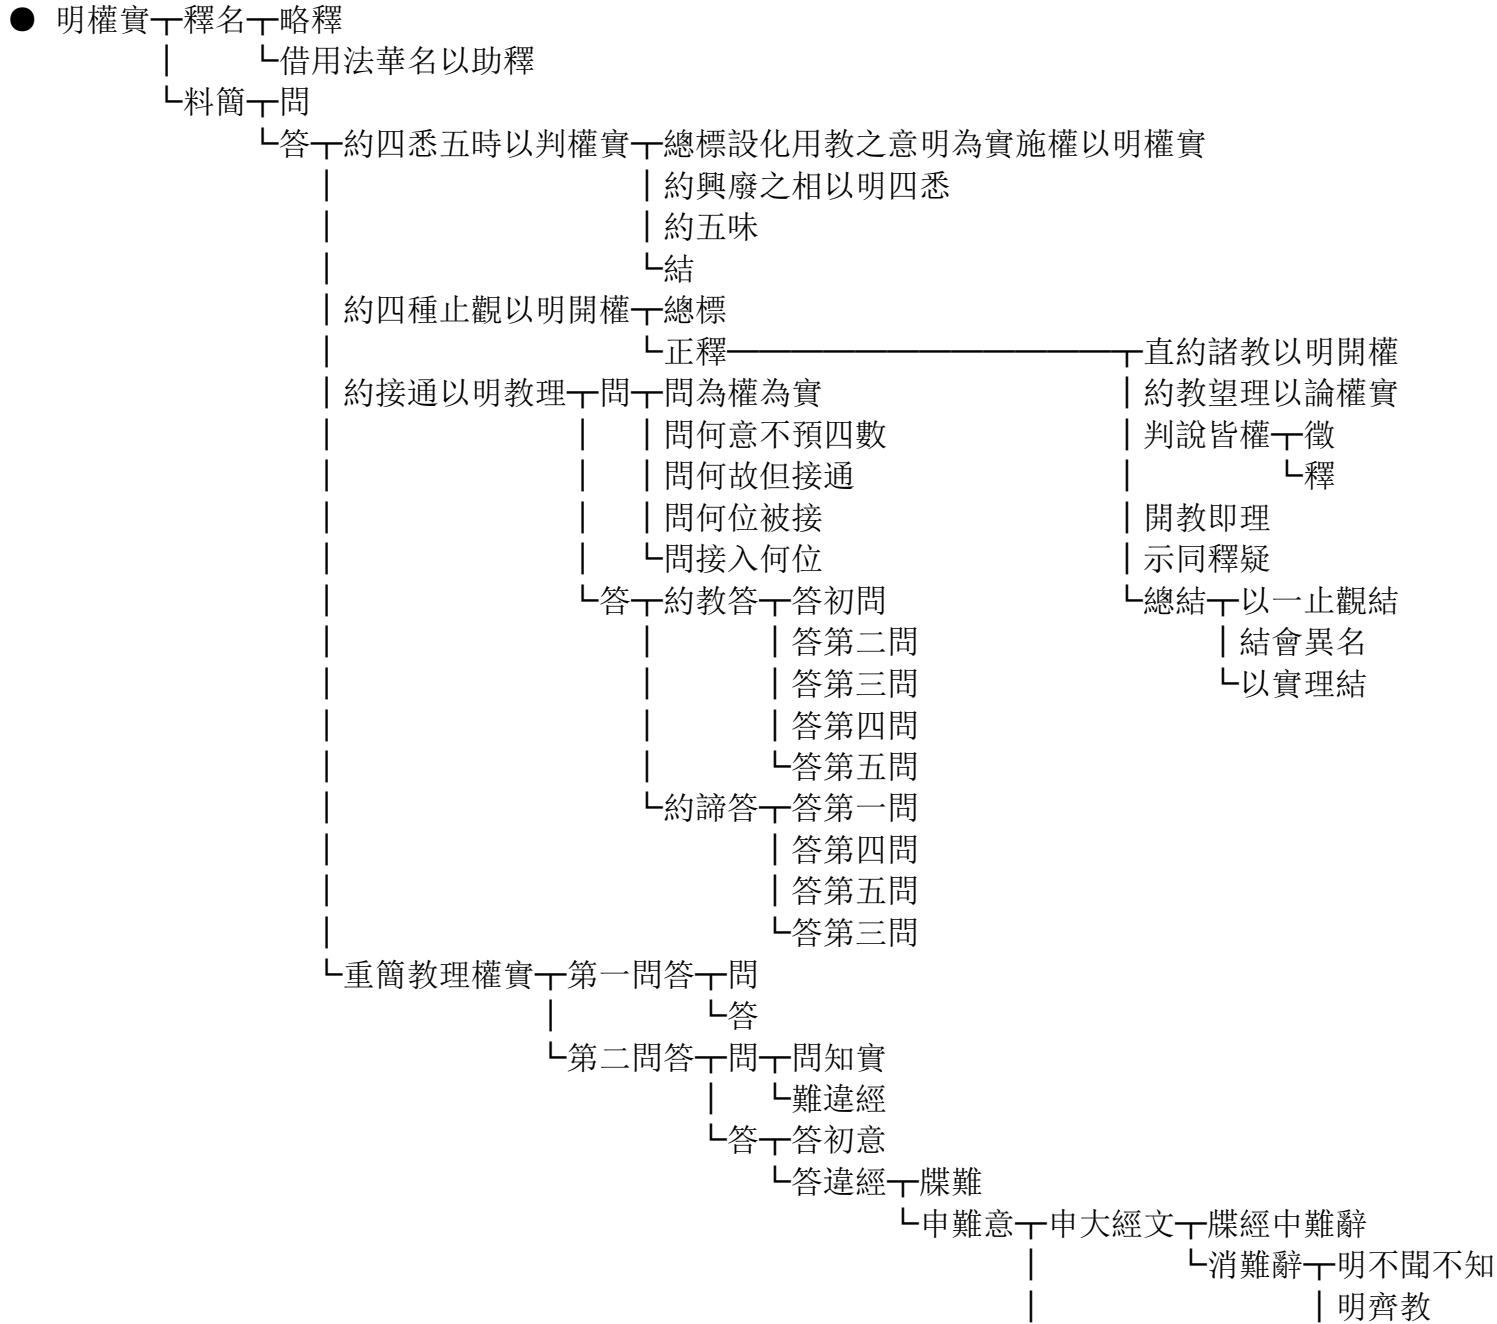 ● 明權實┬釋名┬略釋
│ └借用法華名以助釋
└料簡┬問
└答┬約四悉五時以判權實┬總標設化用教之意明為實施權以明權實
│ │約興廢之相以明四悉
│ │約五味
│ └結
│約四種止觀以明開權┬總標
│ └正釋────────────┬直約諸教以明開權
│約接通以明教理┬問┬問為權為實 │約教望理以論權實
│ │ │問何意不預四數 │判說皆權┬徵
│ │ │問何故但接通 │ └釋
│ │ │問何位被接 │開教即理
│ │ └問接入何位 │示同釋疑
│ └答┬約教答┬答初問 └總結┬以一止觀結
│ │ │答第二問 │結會異名
│ │ │答第三問 └以實理結
│ │ │答第四問
│ │ └答第五問
│ └約諦答┬答第一問
│ │答第四問
│ │答第五問
│ └答第三問
└重簡教理權實┬第一問答┬問
│ └答
└第二問答┬問┬問知實
│ └難違經
└答┬答初意
└答違經┬牒難
└申難意┬申大經文┬牒經中難辭
│ └消難辭┬明不聞不知
│ │明齊教